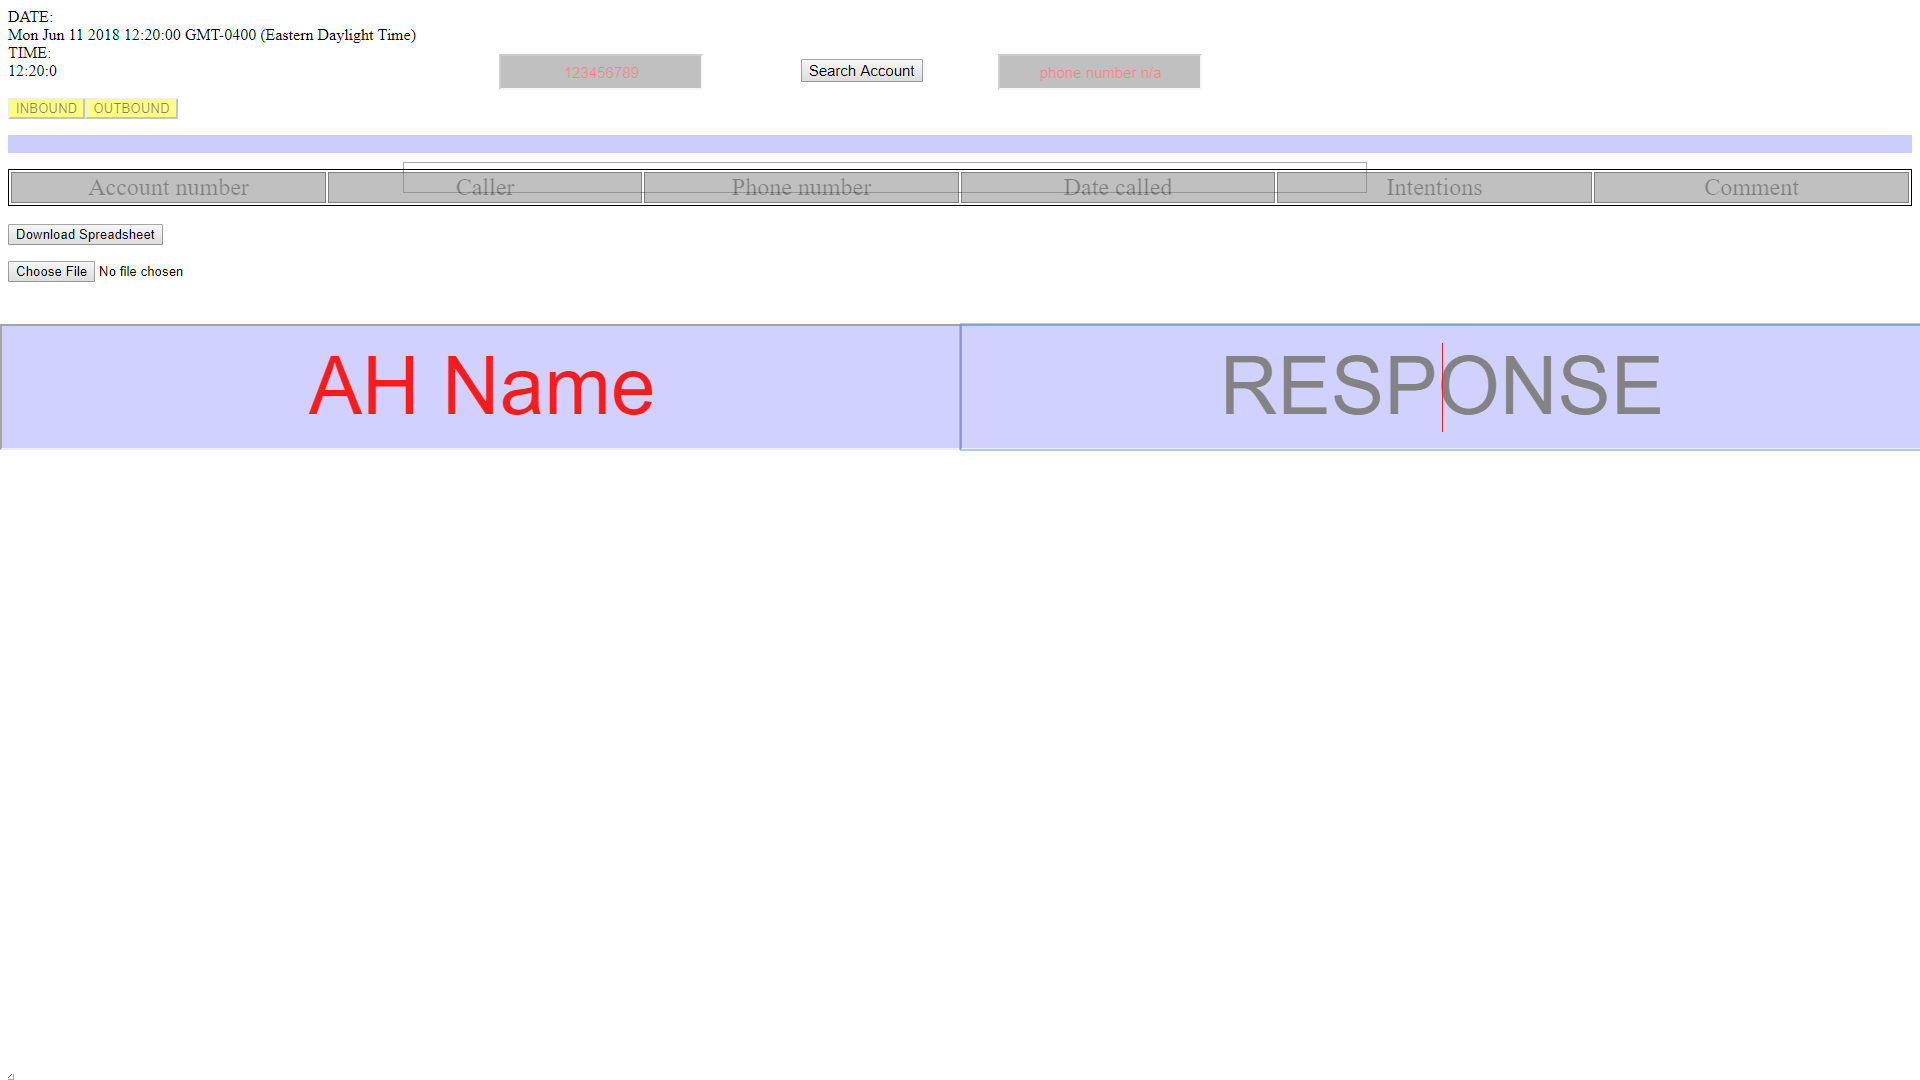 DATE:
Mon Jun 11 2018 12:20:00 GMT-0400 (Eastern Daylight Time)
TIME:
12:20:0
123456789
Search Account
phone number n/a
INBOUND OUTBOUND
Account number Caller Phone number Date called Intentions Comment
Download Spreadsheet
Choose File No file chosen
AH Name RESPONSE